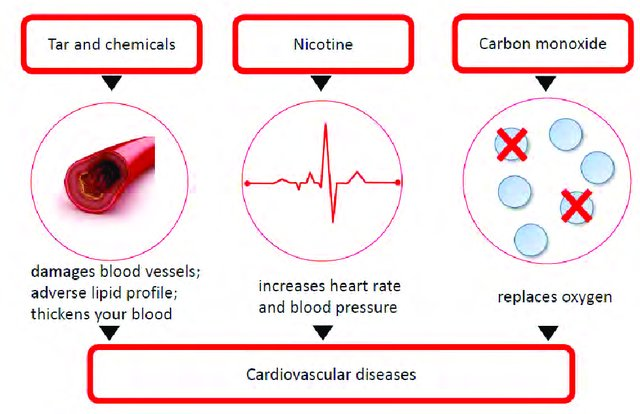 Tar and chemicals
Nicotine
Carbon monoxide
damages blood vessels;
adverse lipid profile;
thickens your blood
increases heart rate
and blood pressure
replaces oxygen
Cardiovascular diseases